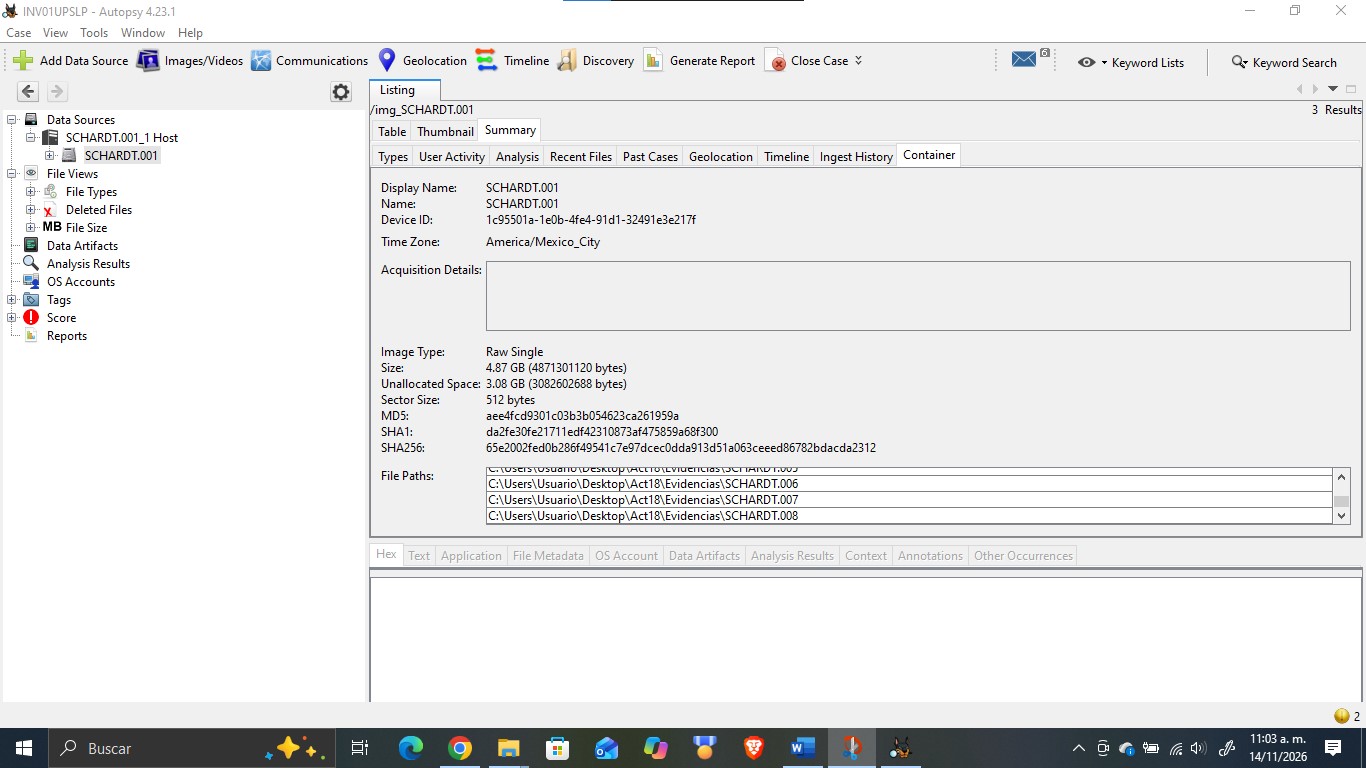 INV01UPSLP - Autopsy 4.23.1
Case View Tools Window Help
Add Data Source Images/Videos Communications Geolocation Timeline Discovery Generate Report Close Case Keyword Lists Keyword Search
Listing
/img_SCHARDT.001 3 Results
Table Thumbnail Summary
Types User Activity Analysis Recent Files Past Cases Geolocation Timeline Ingest History Container
Data Sources
SCHARDT.001_1 Host
SCHARDT.001
File Views
File Types
Deleted Files
MB File Size
Data Artifacts
Analysis Results
OS Accounts
Tags
Score
Reports
Display Name: SCHARDT.001
Name: SCHARDT.001
Device ID: 1c95501a-1e0b-4fe4-91d1-32491e3e217f
Time Zone: America/Mexico_City
Acquisition Details:
Image Type: Raw Single
Size: 4.87 GB (4871301120 bytes)
Unallocated Space: 3.08 GB (3082602688 bytes)
Sector Size: 512 bytes
MD5: aee4fcd9301c03b3b054623ca261959a
SHA1: da2fe30fe21711edf42310873af475859a68f300
SHA256: 65e2002fed0b286f49541c7e97dcec0dda913d51a063ceeed86782bdacda2312
File Paths: C:\Users\Usuario\Desktop\Act18\Evidencias\SCHARDT.005
C:\Users\Usuario\Desktop\Act18\Evidencias\SCHARDT.006
C:\Users\Usuario\Desktop\Act18\Evidencias\SCHARDT.007
C:\Users\Usuario\Desktop\Act18\Evidencias\SCHARDT.008
Hex Text Application File Metadata OS Account Data Artifacts Analysis Results Context Annotations Other Occurrences
2
Buscar
11:03 a. m.
14/11/2026